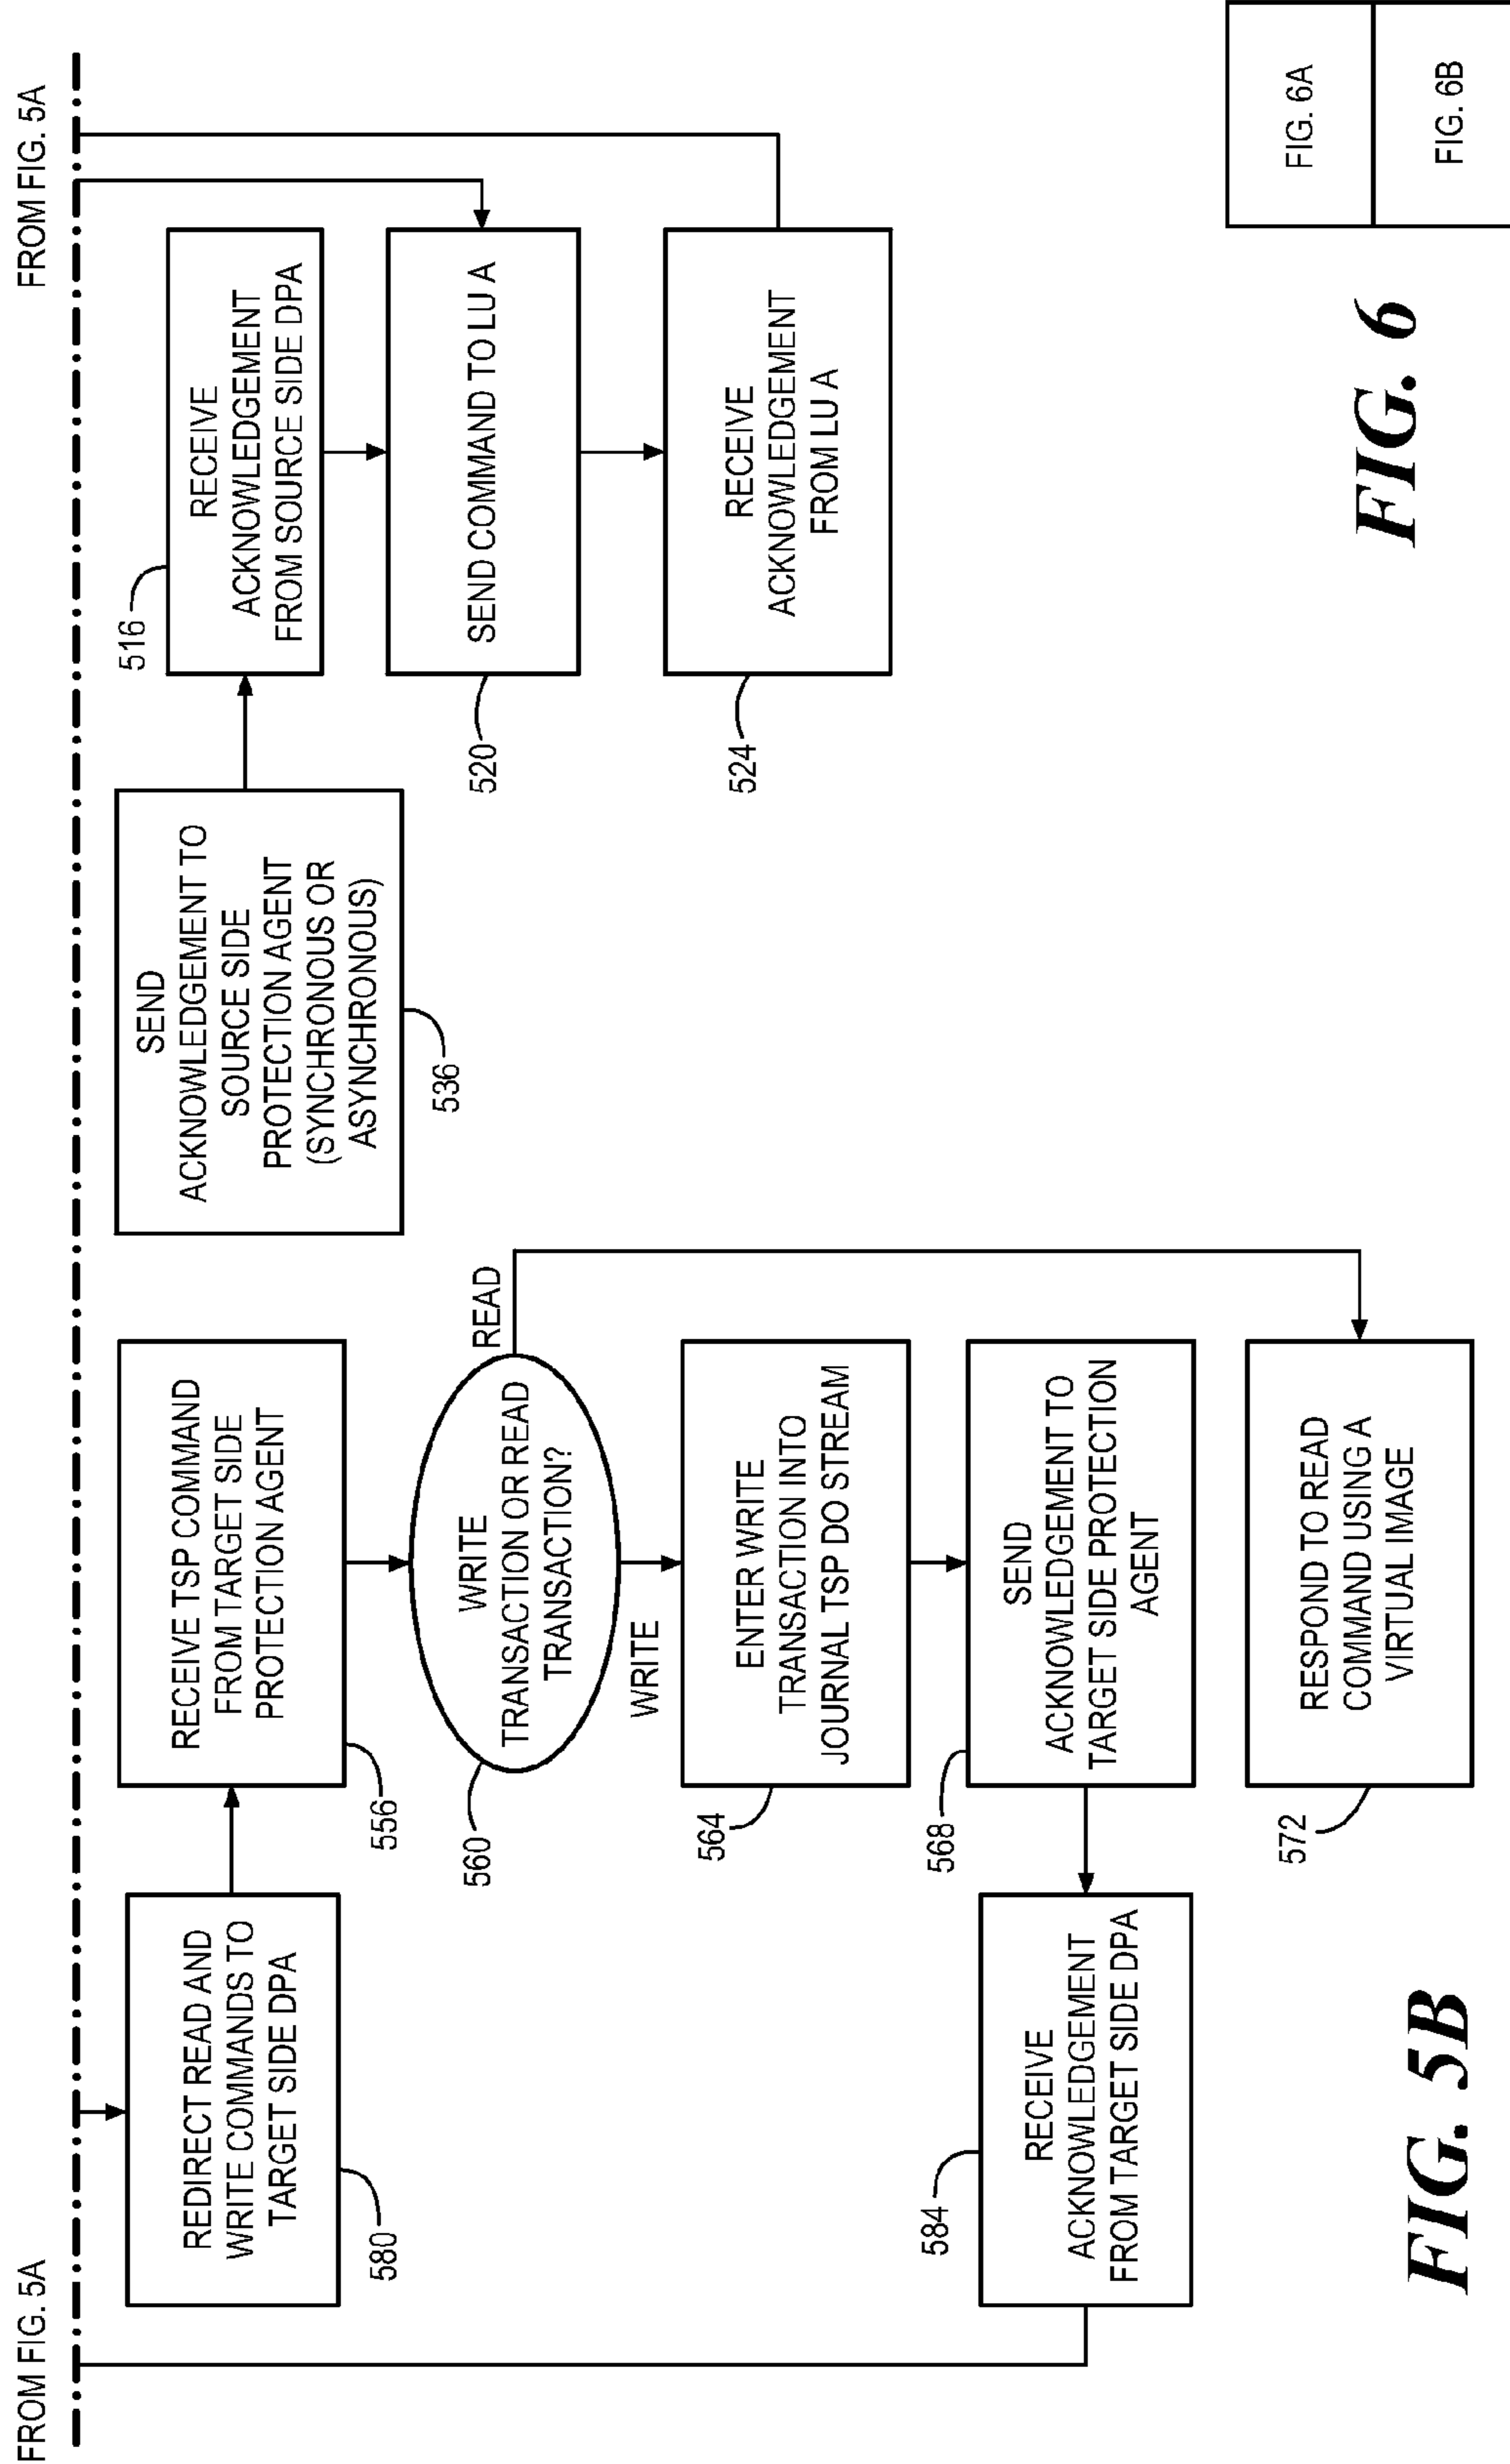 FROM FIG. 5A
FROM FIG. 5A
REDIRECT READ AND
WRITE COMMANDS TO
TARGET SIDE DPA
580
RECEIVE TSP COMMAND
FROM TARGET SIDE
PROTECTION AGENT
556
WRITE
TRANSACTION OR READ
TRANSACTION?
560
READ
WRITE
ENTER WRITE
TRANSACTION INTO
JOURNAL TSP DO STREAM
564
SEND
ACKNOWLEDGEMENT TO
TARGET SIDE PROTECTION
AGENT
568
RECEIVE
ACKNOWLEDGEMENT
FROM TARGET SIDE DPA
584
RESPOND TO READ
COMMAND USING A
VIRTUAL IMAGE
572
SEND
ACKNOWLEDGEMENT TO
SOURCE SIDE
PROTECTION AGENT
(SYNCHRONOUS OR
ASYNCHRONOUS)
536
516
RECEIVE
ACKNOWLEDGEMENT
FROM SOURCE SIDE DPA
SEND COMMAND TO LU A
520
RECEIVE
ACKNOWLEDGEMENT
FROM LU A
524
FIG. 5B
FIG. 6
FIG. 6A
FIG. 6B